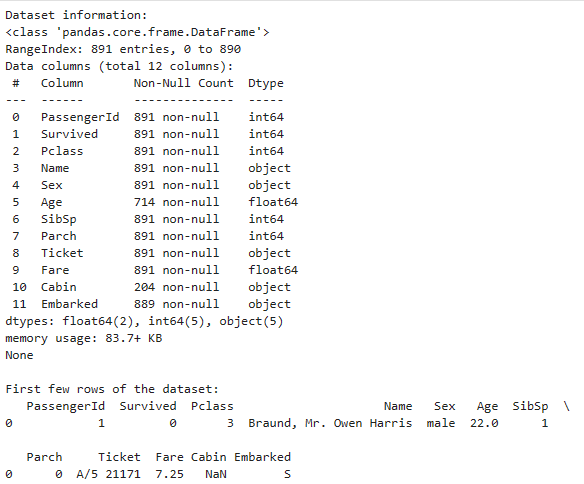 Dataset information:
<class 'pandas.core.frame.DataFrame'>
RangeIndex: 891 entries, 0 to 890
Data columns (total 12 columns):
 #   Column       Non-Null Count  Dtype
---  ------       --------------  -----
 0   PassengerId  891 non-null    int64
 1   Survived     891 non-null    int64
 2   Pclass       891 non-null    int64
 3   Name         891 non-null    object
 4   Sex          891 non-null    object
 5   Age          714 non-null    float64
 6   SibSp        891 non-null    int64
 7   Parch        891 non-null    int64
 8   Ticket       891 non-null    object
 9   Fare         891 non-null    float64
 10  Cabin        204 non-null    object
 11  Embarked     889 non-null    object
dtypes: float64(2), int64(5), object(5)
memory usage: 83.7+ KB
None

First few rows of the dataset:
   PassengerId  Survived  Pclass                     Name   Sex   Age  SibSp  \
0            1         0       3  Braund, Mr. Owen Harris  male  22.0      1

   Parch     Ticket  Fare Cabin Embarked
0      0  A/5 21171  7.25   NaN        S